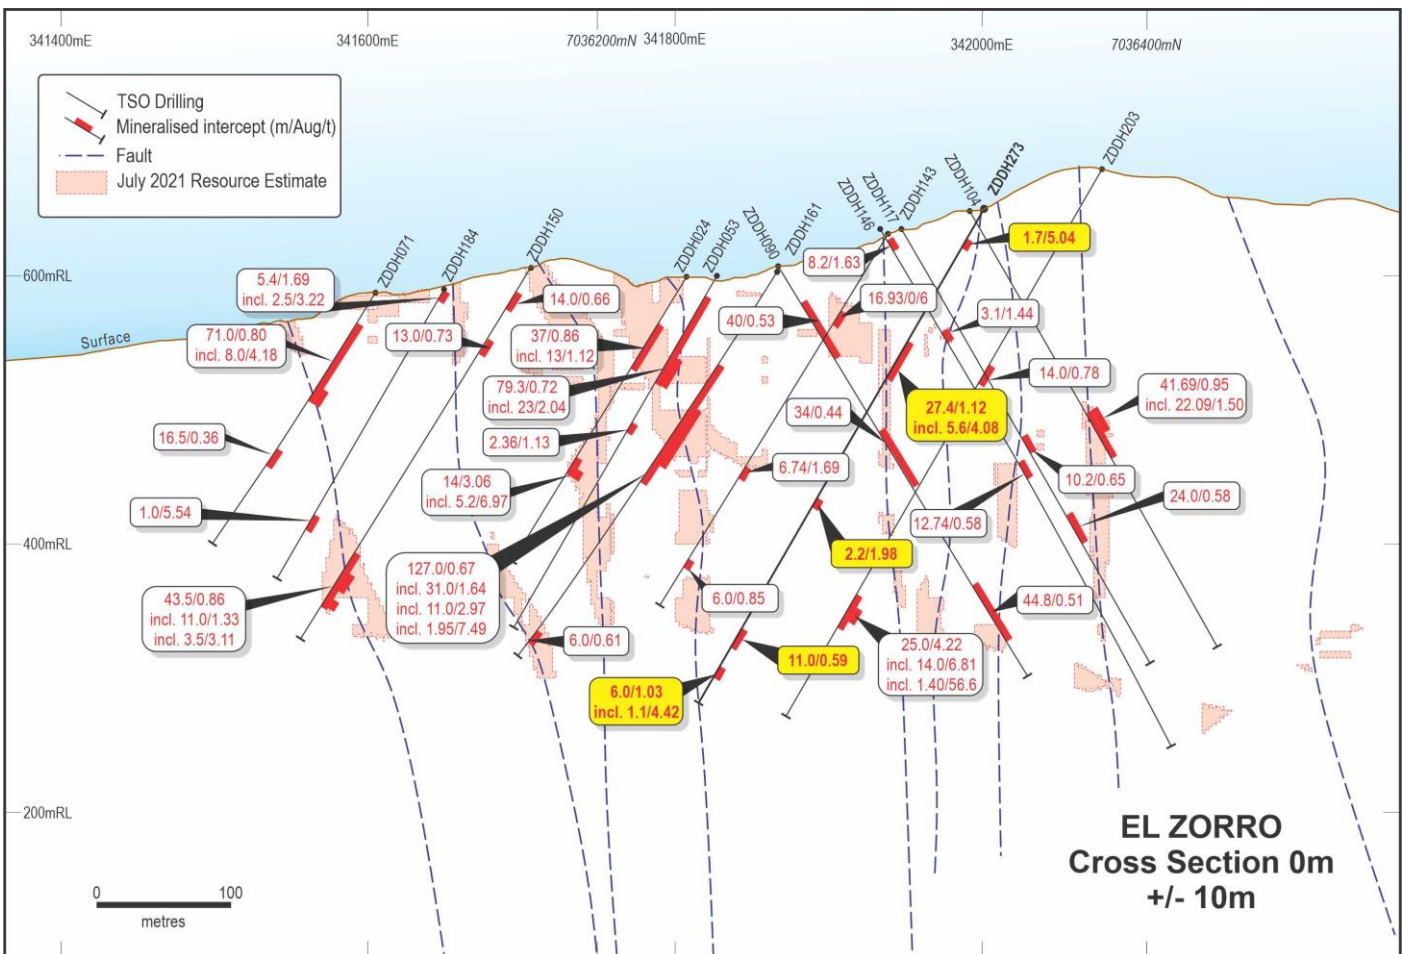 341400mE
341600mE
7036200mN
341800mE
342000mE
7036400mN
TSO Drilling
Mineralised intercept (m/Aug/t)
Fault
July 2021 Resource Estimate
ZDDH071
ZDDH184
ZDDH150
ZDDH024
ZDDH053
ZDDH090
ZDDH161
ZDDH146
ZDDH117
ZDDH143
ZDDH104
ZDDH273
ZDDH203
600mRL
400mRL
200mRL
Surface
5.4/1.69
incl. 2.5/3.22
71.0/0.80
incl. 8.0/4.18
13.0/0.73
14.0/0.66
37/0.86
incl. 13/1.12
79.3/0.72
incl. 23/2.04
2.36/1.13
16.5/0.36
14/3.06
incl. 5.2/6.97
1.0/5.54
43.5/0.86
incl. 11.0/1.33
incl. 3.5/3.11
127.0/0.67
incl. 31.0/1.64
incl. 11.0/2.97
incl. 1.95/7.49
6.0/0.61
8.2/1.63
1.7/5.04
16.93/0/6
40/0.53
3.1/1.44
14.0/0.78
27.4/1.12
incl. 5.6/4.08
41.69/0.95
incl. 22.09/1.50
34/0.44
6.74/1.69
10.2/0.65
24.0/0.58
12.74/0.58
2.2/1.98
6.0/0.85
44.8/0.51
25.0/4.22
incl. 14.0/6.81
incl. 1.40/56.6
11.0/0.59
6.0/1.03
incl. 1.1/4.42
EL ZORRO
Cross Section 0m
+/- 10m
0
100
metres